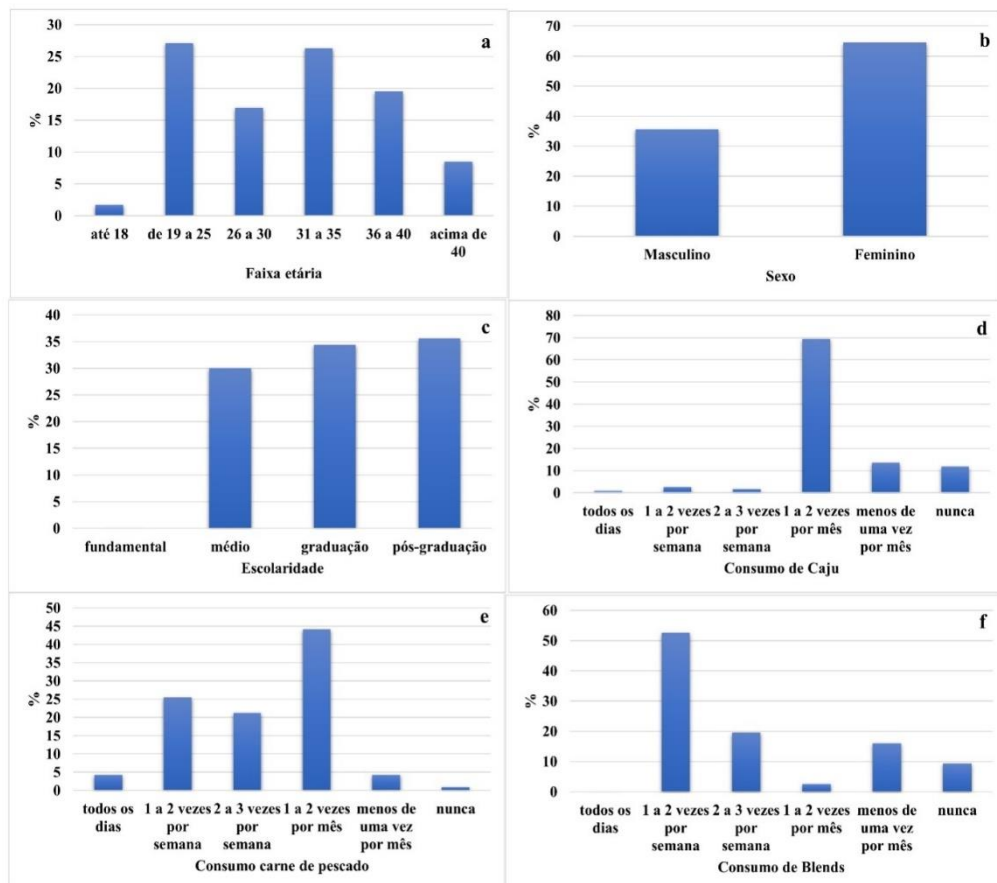 a
30
25
20
15
10
5
0
%
até 18
de 19 a 25
26 a 30
31 a 35
36 a 40
acima de
40
Faixa etária
b
70
60
50
40
30
20
10
0
%
Masculino
Feminino
Sexo
c
40
35
30
25
20
15
10
5
0
%
fundamental
médio
graduação
pós-graduação
Escolaridade
d
80
70
60
50
40
30
20
10
0
%
todos os
dias
1 a 2 vezes
por
semana
2 a 3 vezes
por
semana
1 a 2 vezes
por mês
menos de
uma vez
por mês
nunca
Consumo de Caju
e
50
45
40
35
30
25
20
15
10
5
0
%
todos os
dias
1 a 2 vezes
por
semana
2 a 3 vezes
por
semana
1 a 2 vezes
por mês
menos de
uma vez
por mês
nunca
Consumo carne de pescado
f
60
50
40
30
20
10
0
%
todos os
dias
1 a 2 vezes
por
semana
2 a 3 vezes
por
semana
1 a 2 vezes
por mês
menos de
uma vez
por mês
nunca
Consumo de Blends